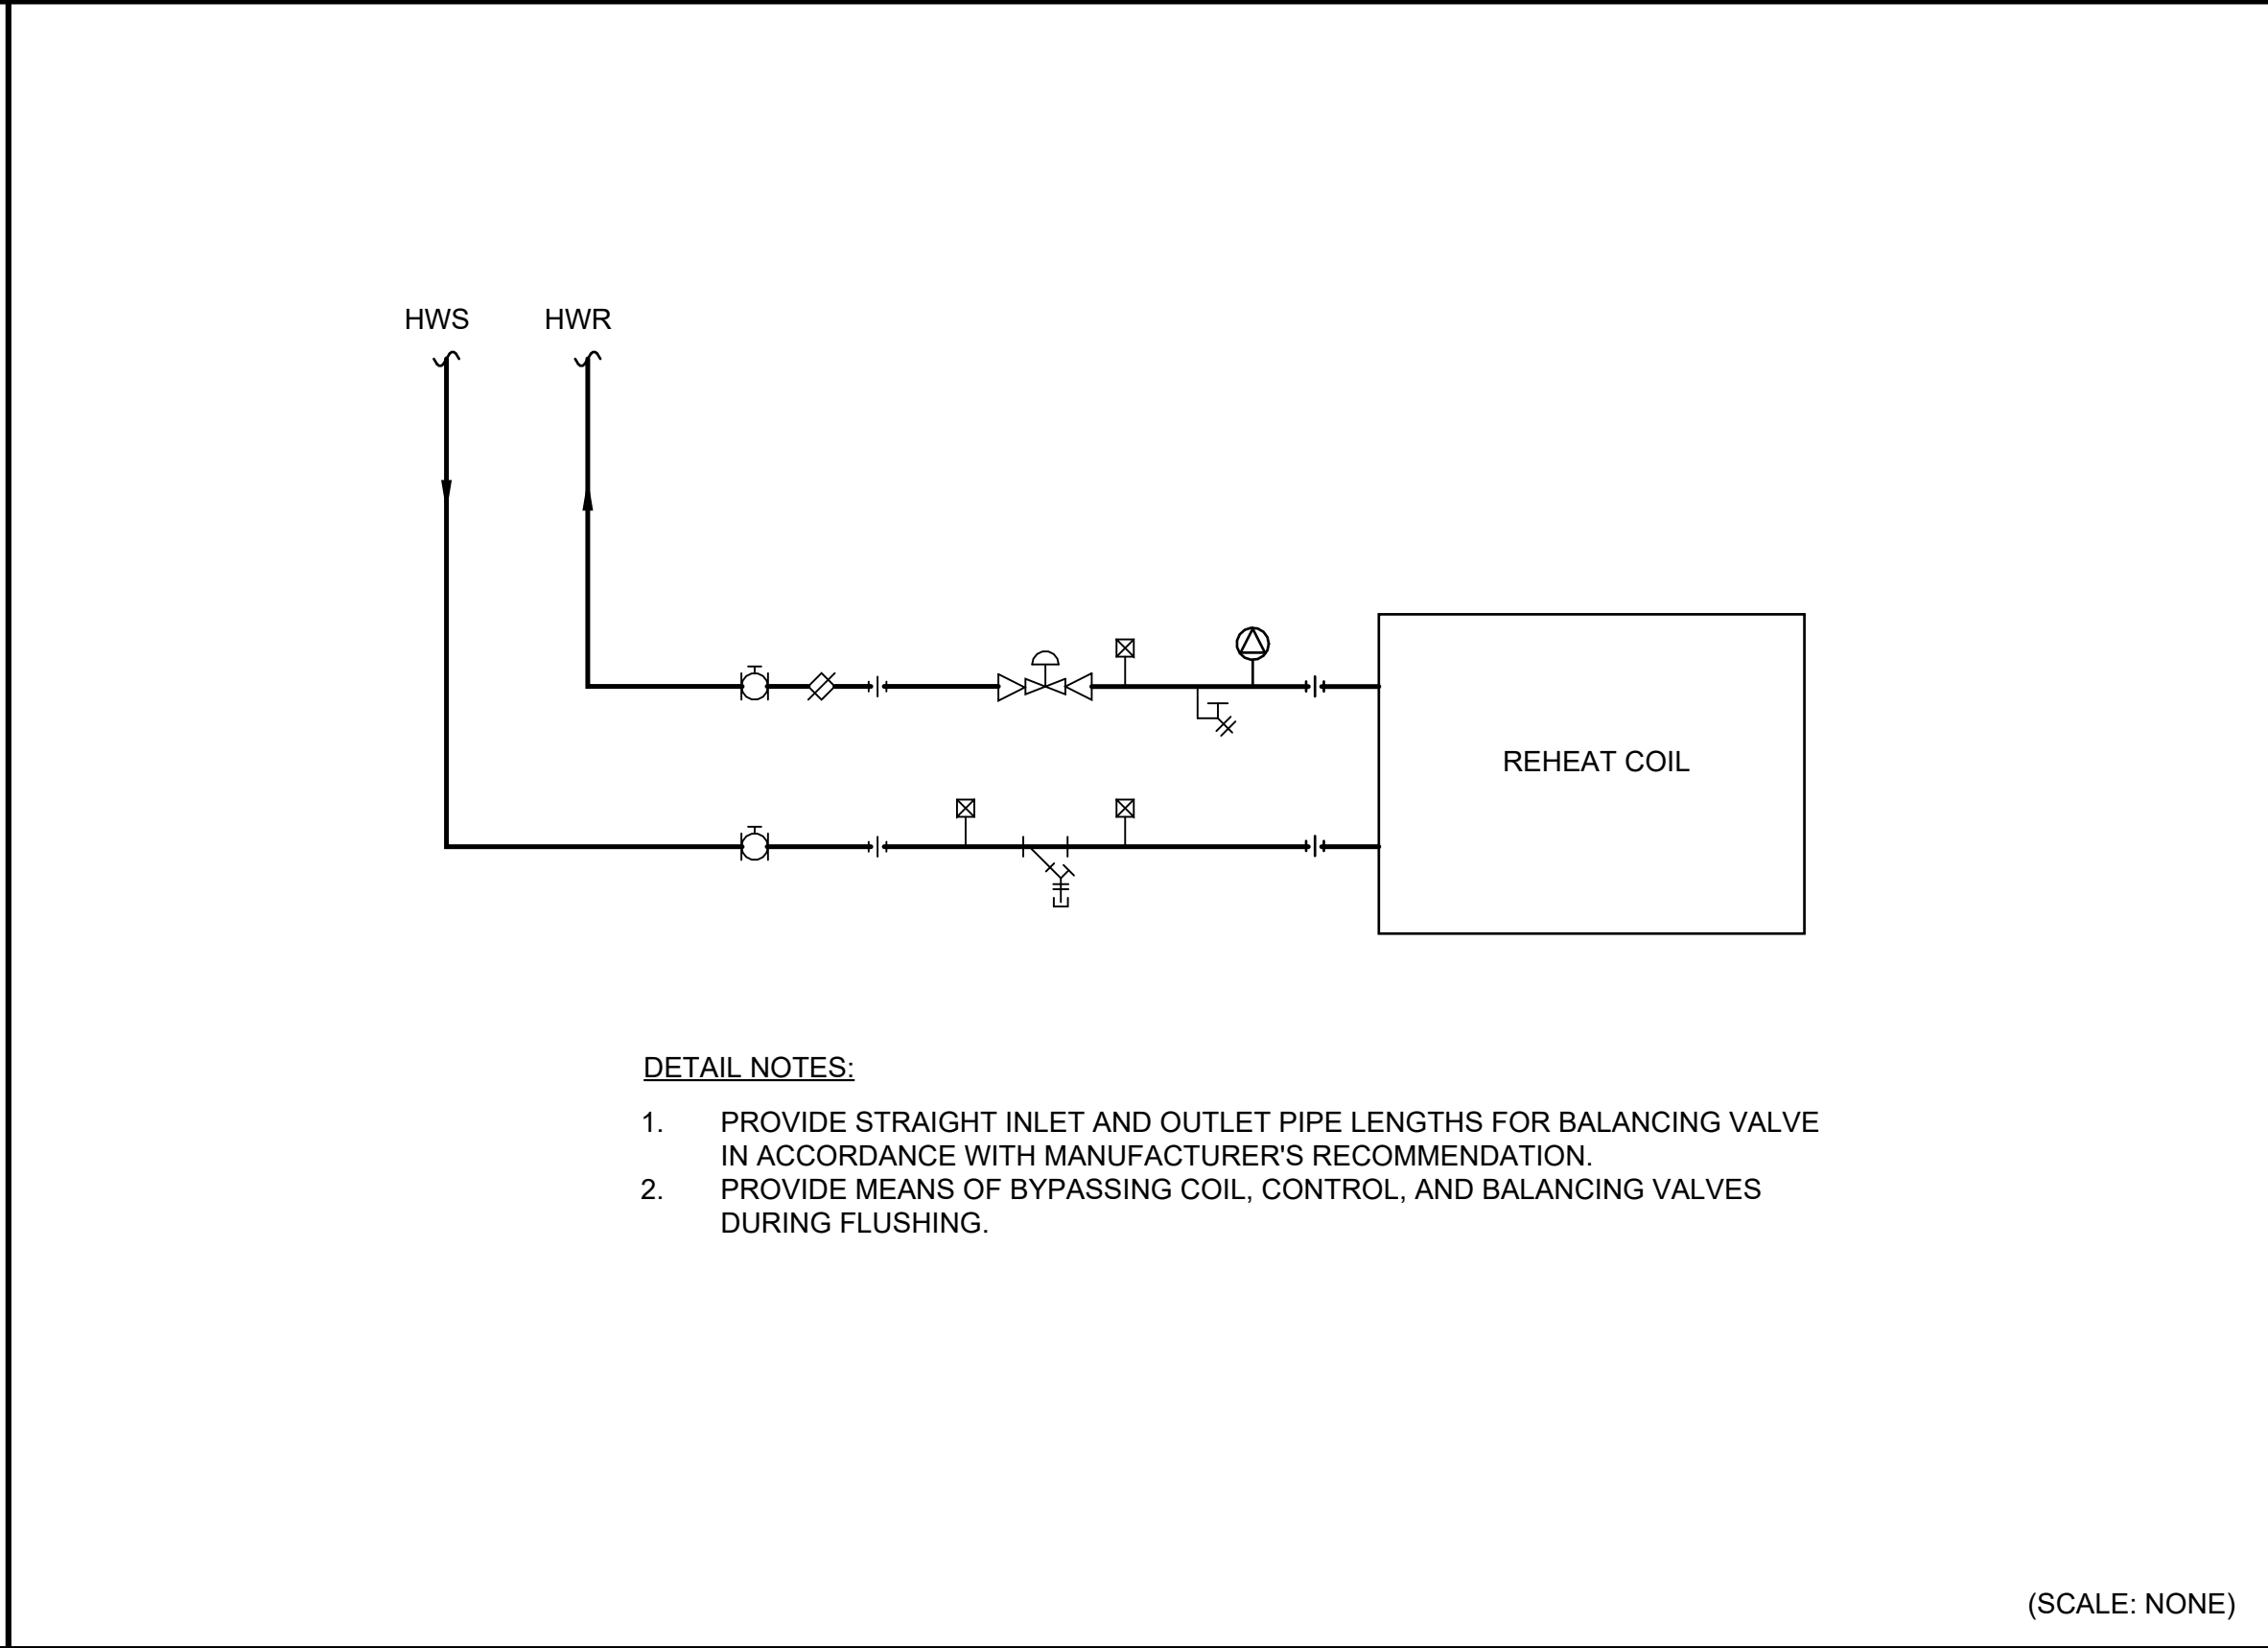 HWS HWR
REHEAT COIL
DETAIL NOTES:
1. PROVIDE STRAIGHT INLET AND OUTLET PIPE LENGTHS FOR BALANCING VALVE
IN ACCORDANCE WITH MANUFACTURER'S RECOMMENDATION.
2. PROVIDE MEANS OF BYPASSING COIL, CONTROL, AND BALANCING VALVES
DURING FLUSHING.
(SCALE: NONE)